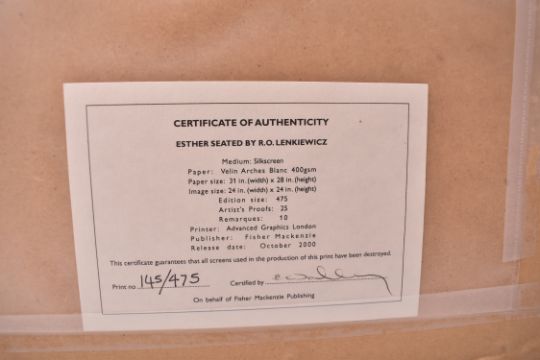 CERTIFICATE OF AUTHENTICITY
ESTHER SEATED BY R.O. LENKIEWICZ
Medium: Silkscreen
Paper: Velin Arches Blanc 400gsm
Paper size: 31 in. (width) x 28 in. (height)
Image size: 24 in. (width) x 24 in. (height)
Edition size: 475
Artist's Proofs: 25
Remarques: 10
Printer: Advanced Graphics London
Publisher: Fisher Mackenzie
Release date: October 2000
This certificate guarantees that all screens used in the production of this print have been destroyed.
Print no 145/475 Certified by
On behalf of Fisher Mackenzie Publishing